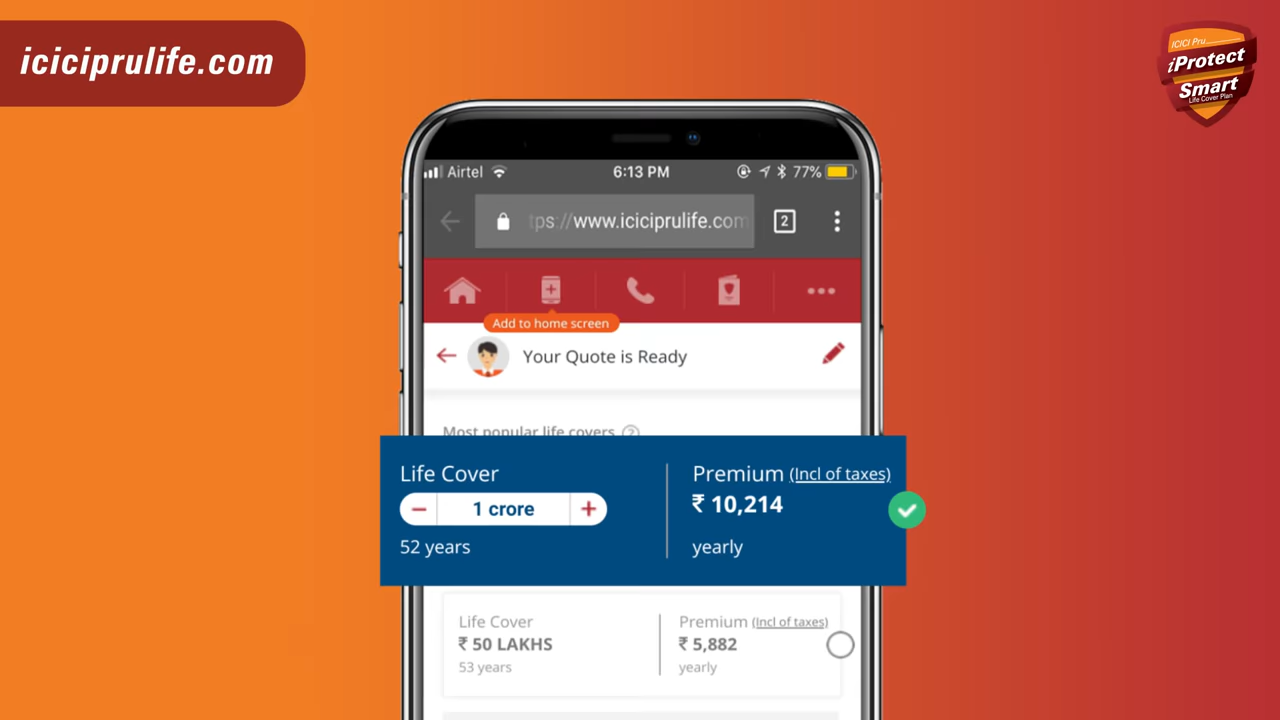 iciciprulife.com
ICICI Pru
iProtect
Smart
Life Cover Plan
Airtel
6:13 PM
77%
tps://www.iciciprulife.com
2
Add to home screen
Your Quote is Ready
Most popular life covers ?
Life Cover
1 crore
52 years
Premium (Incl of taxes)
₹ 10,214
yearly
Life Cover
₹ 50 LAKHS
53 years
Premium (Incl of taxes)
₹ 5,882
yearly